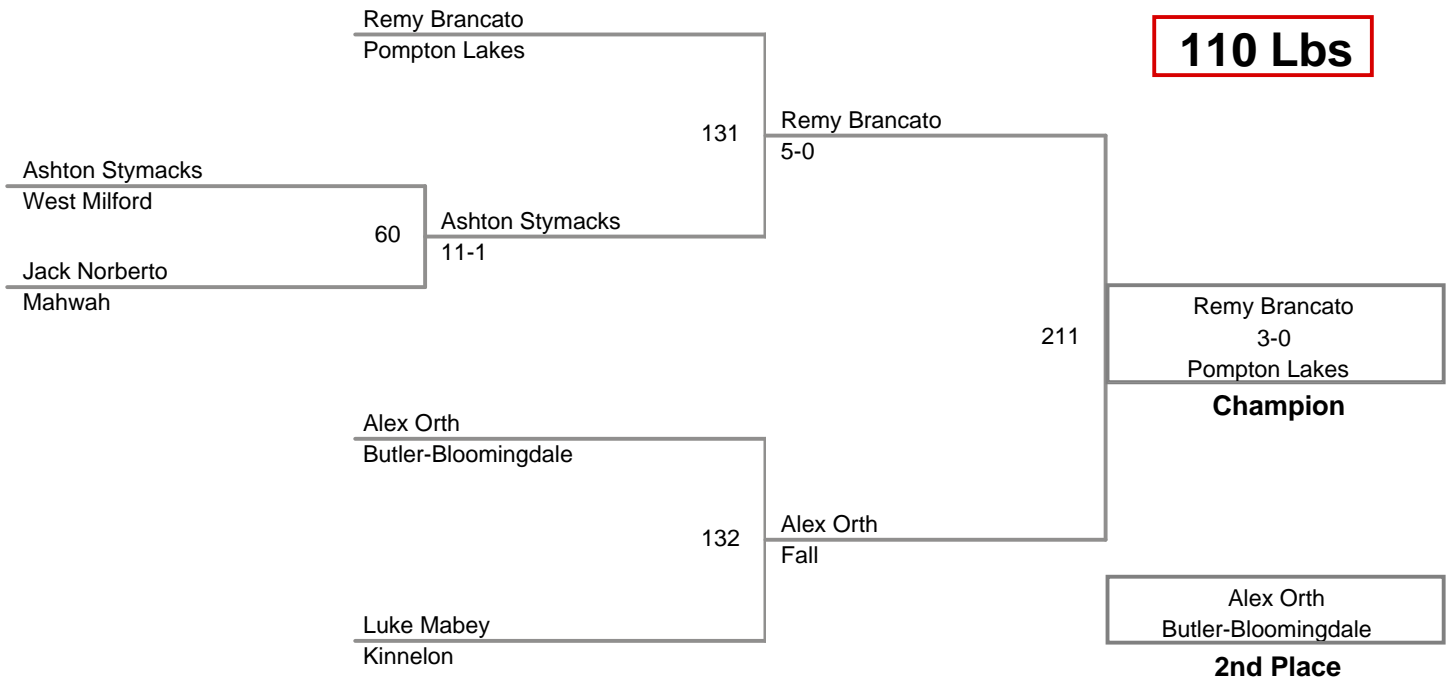 Remy Brancato
Pompton Lakes
110 Lbs
131
Remy Brancato
5-0
Ashton Stymacks
West Milford
60
Ashton Stymacks
11-1
Jack Norberto
Mahwah
211
Remy Brancato
3-0
Pompton Lakes
Champion
Alex Orth
Butler-Bloomingdale
132
Alex Orth
Fall
Luke Mabey
Kinnelon
Alex Orth
Butler-Bloomingdale
2nd Place